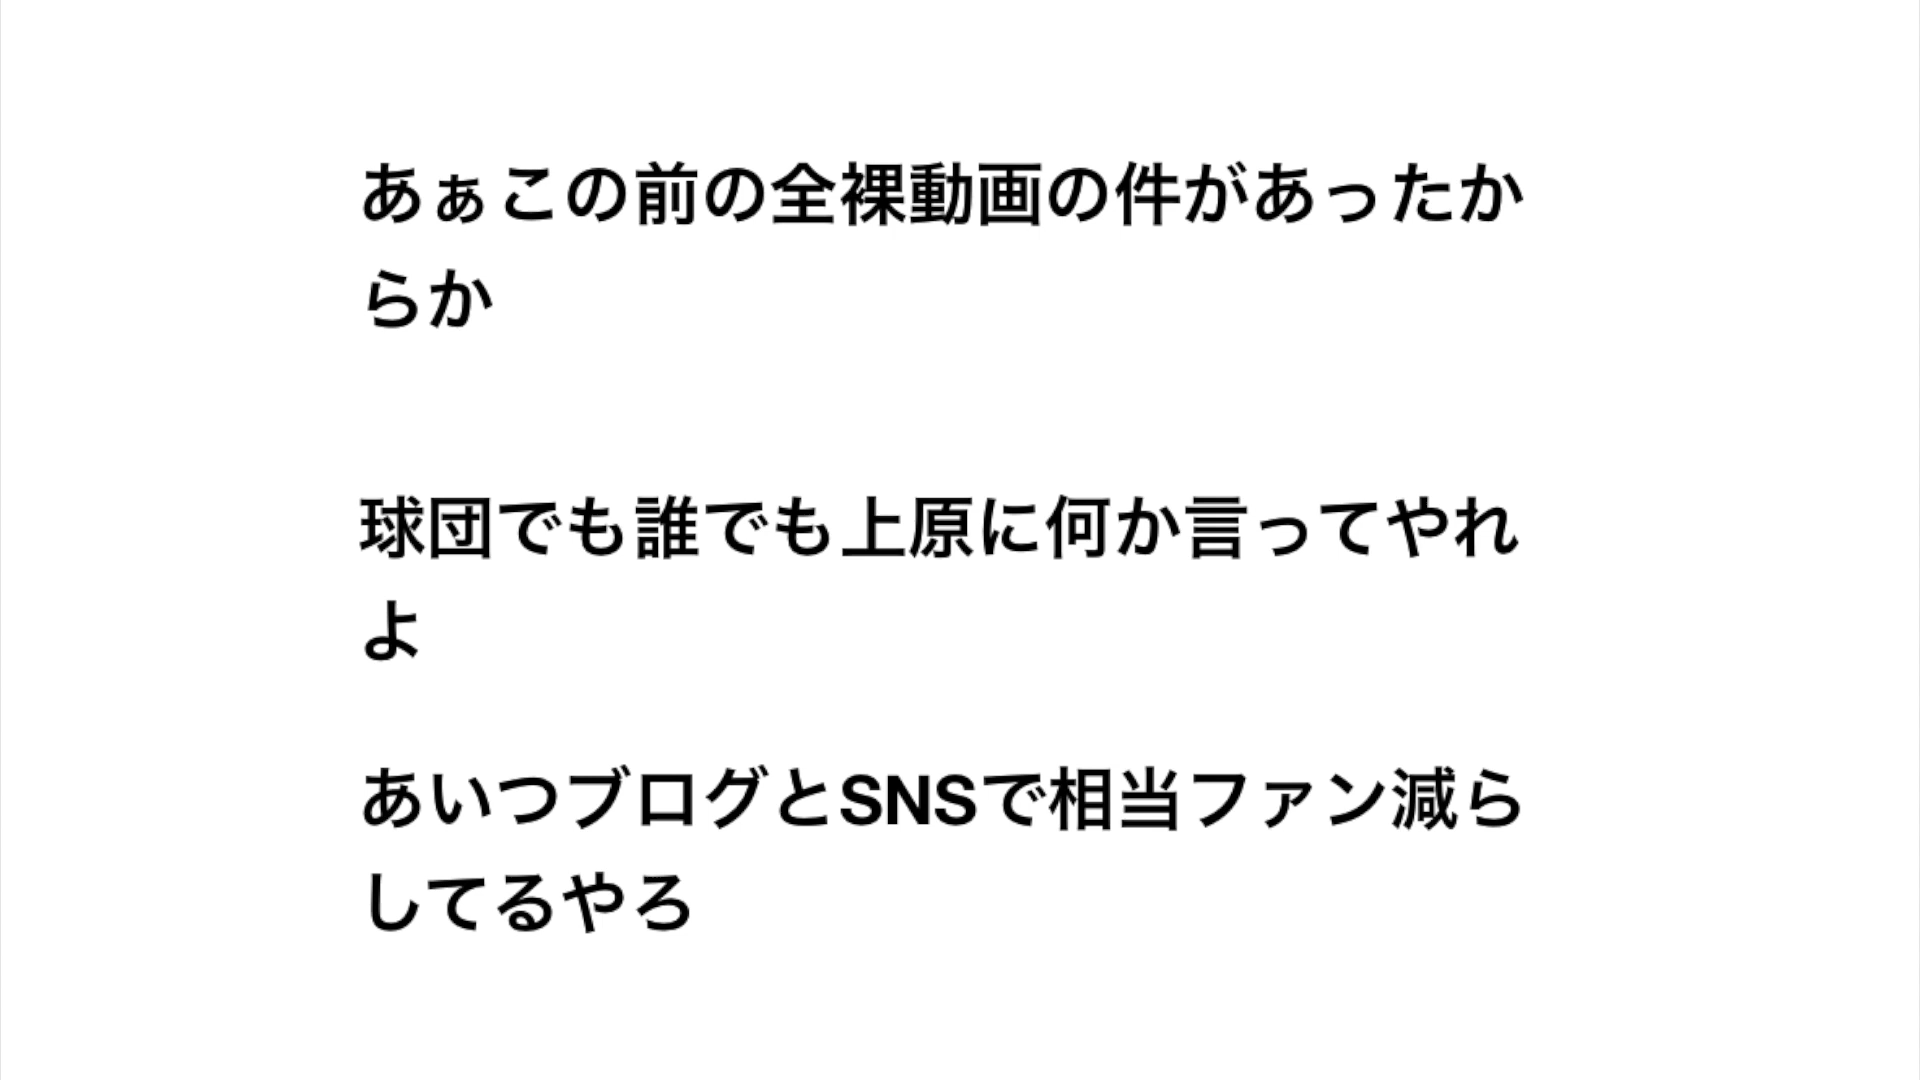 あぁこの前の全裸動画の件があったか
らか
球団でも誰でも上原に何か言ってやれ
よ
あいつブログとSNSで相当ファン減ら
してるやろ